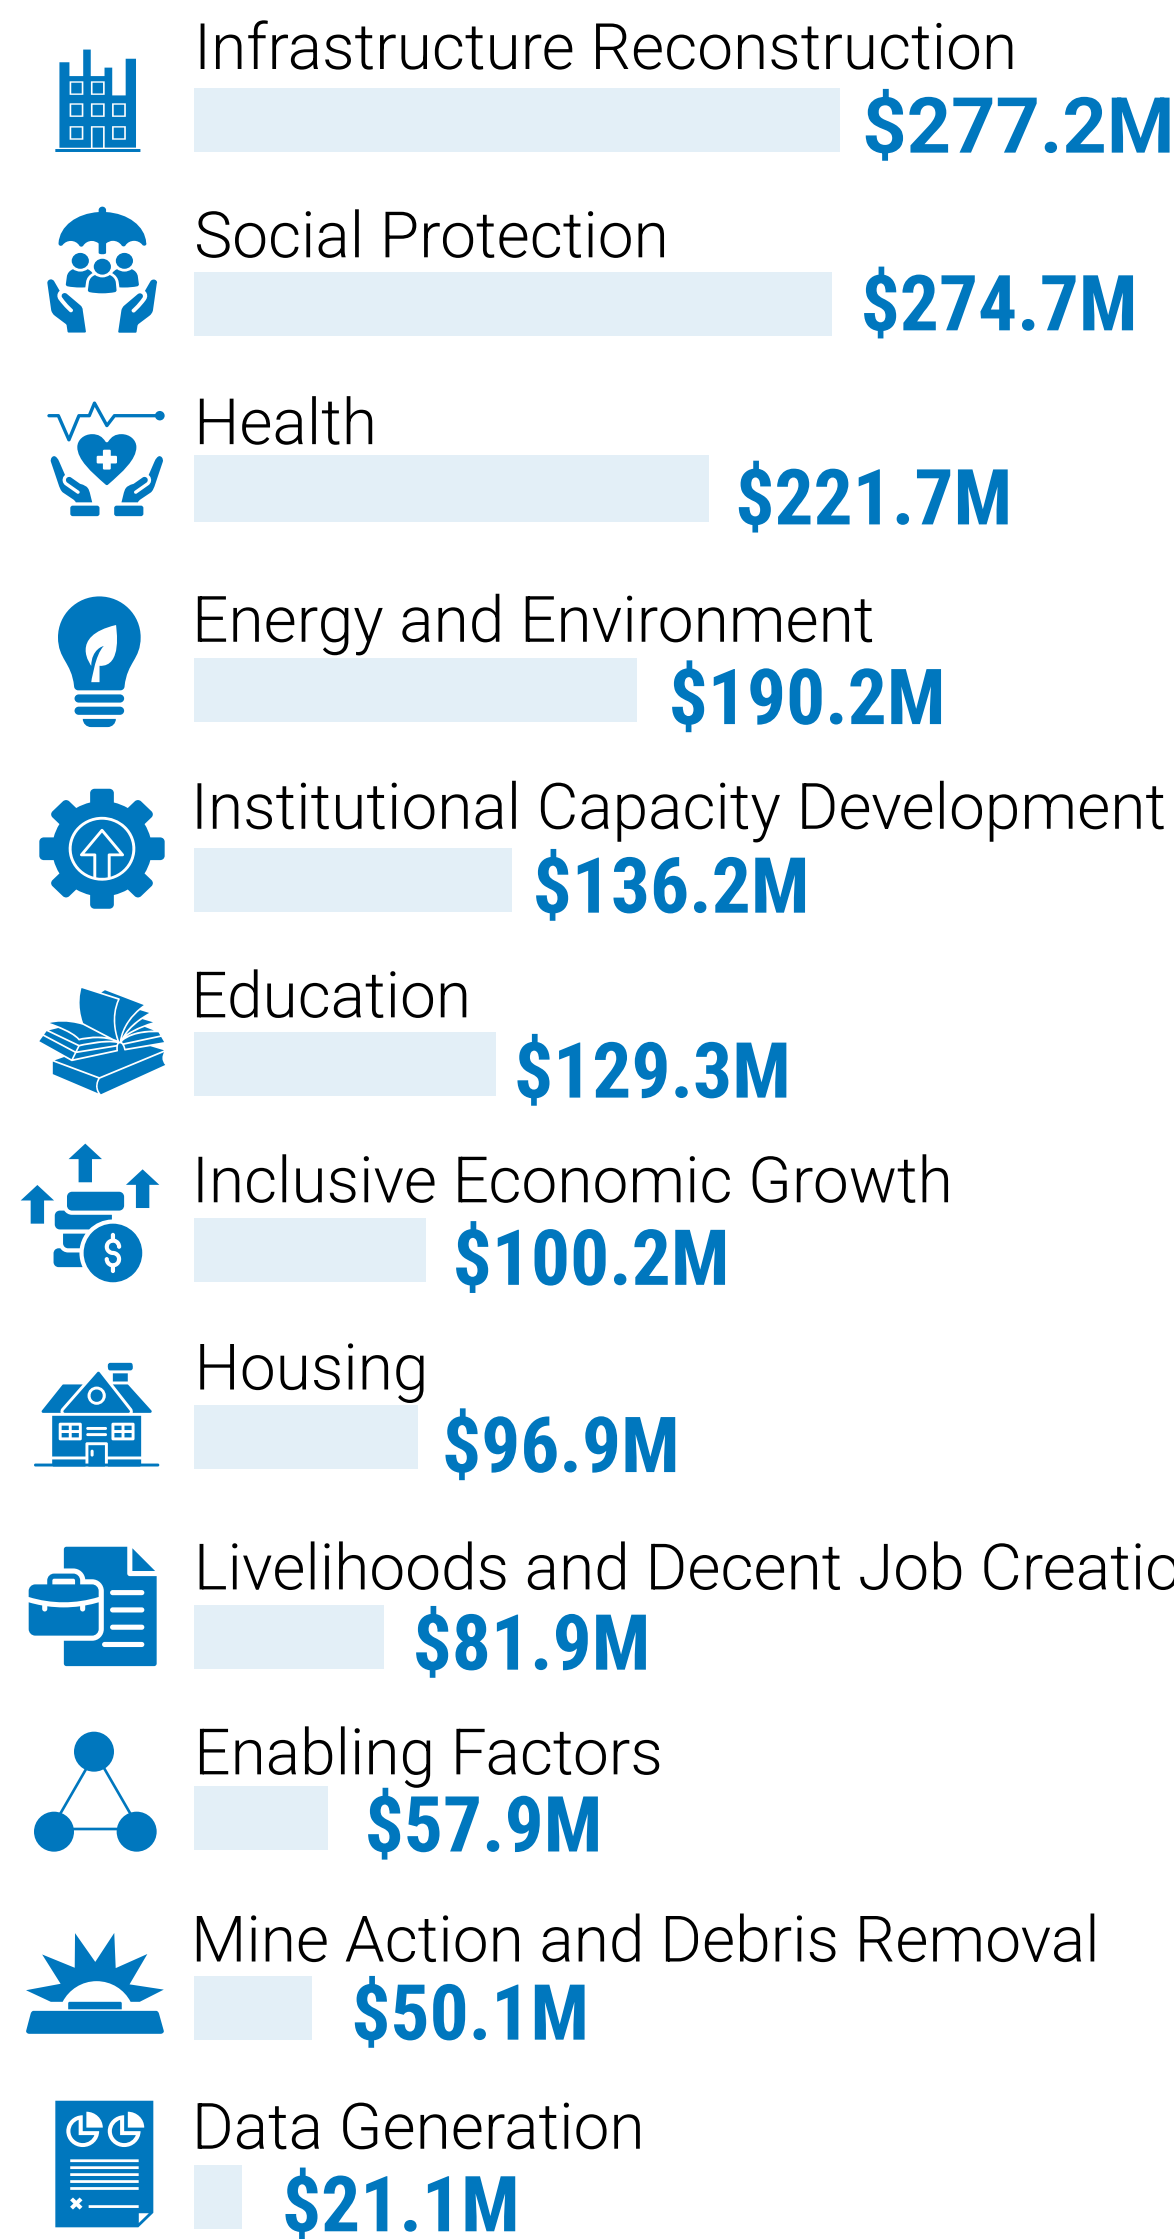 Infrastructure Reconstruction
$277.2M
Social Protection
$274.7M
Health
$221.7M
Energy and Environment
$190.2M
Institutional Capacity Development
$136.2M
Education
$129.3M
Inclusive Economic Growth
$100.2M
Housing
$96.9M
Livelihoods and Decent Job Creatio
$81.9M
Enabling Factors
$57.9M
Mine Action and Debris Removal
$50.1M
Data Generation
$21.1M